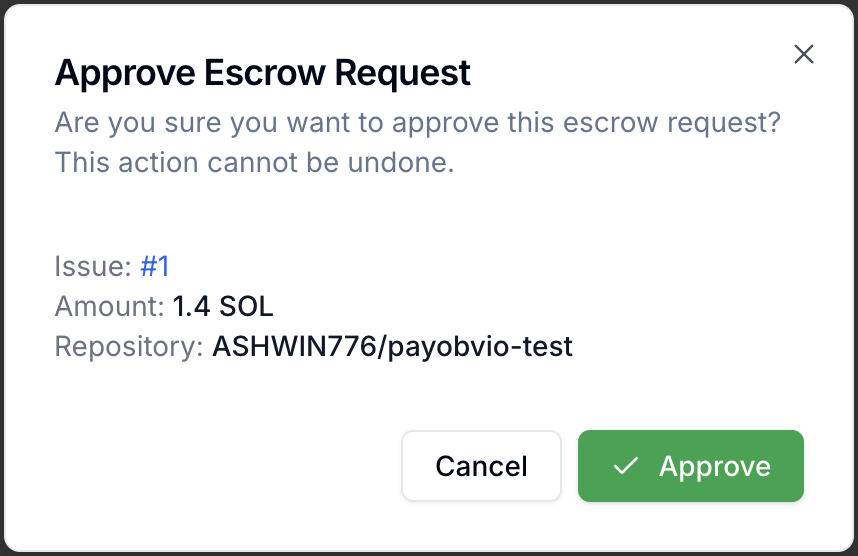 Approve Escrow Request
Are you sure you want to approve this escrow request?
This action cannot be undone.
Issue: #1
Amount: 1.4 SOL
Repository: ASHWIN776/payobvio-test
Cancel
Approve